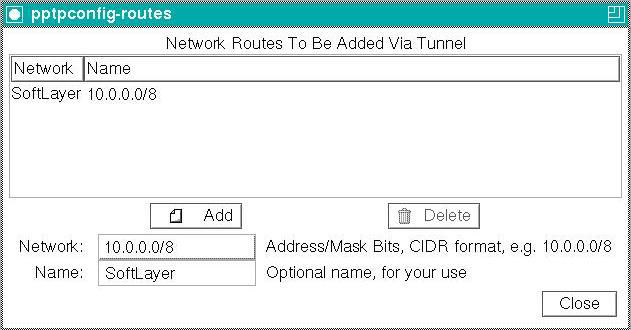 pptpconfig-routes
Network Routes To Be Added Via Tunnel
Network Name
SoftLayer 10.0.0.0/8
Add Delete
Network: 10.0.0.0/8 Address/Mask Bits, CIDR format, e.g. 10.0.0.0/8
Name: SoftLayer Optional name, for your use
Close